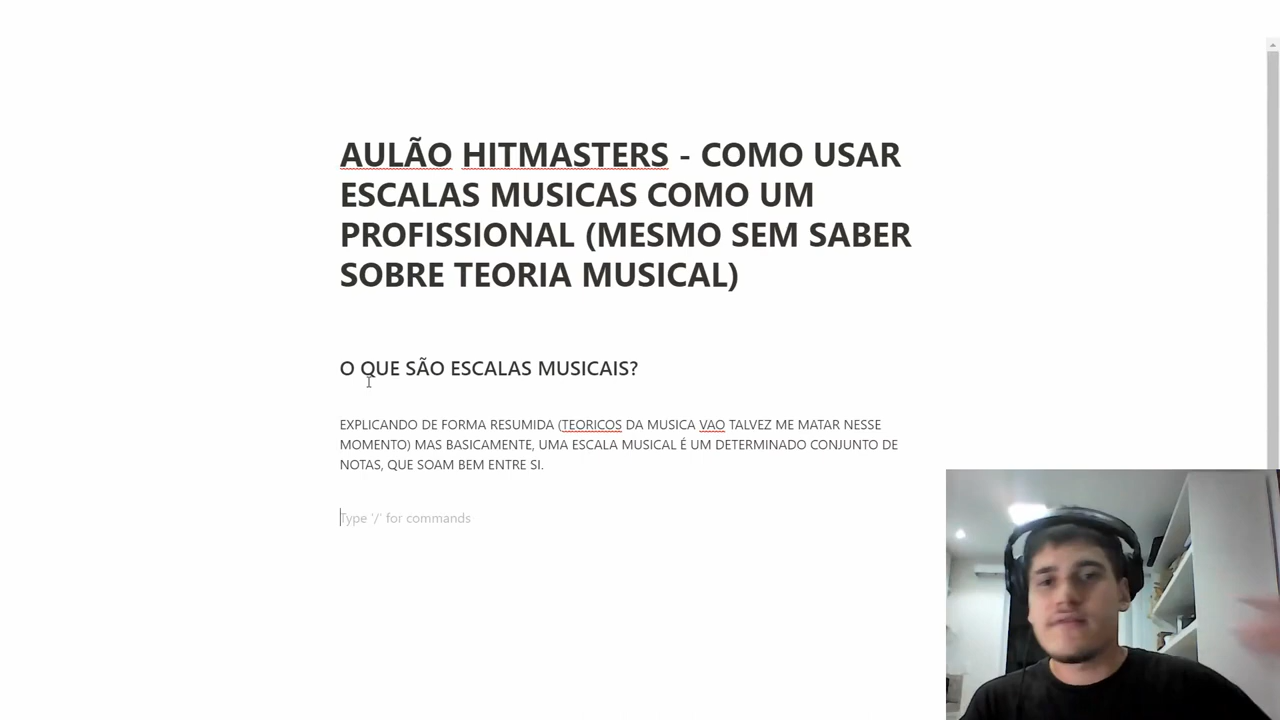 AULÃO HITMASTERS - COMO USAR
ESCALAS MUSICAS COMO UM
PROFISSIONAL (MESMO SEM SABER
SOBRE TEORIA MUSICAL)
O QUE SÃO ESCALAS MUSICAIS?
EXPLICANDO DE FORMA RESUMIDA (TEORICOS DA MUSICA VAO TALVEZ ME MATAR NESSE
MOMENTO) MAS BASICAMENTE, UMA ESCALA MUSICAL É UM DETERMINADO CONJUNTO DE
NOTAS, QUE SOAM BEM ENTRE SI.
Type '/' for commands